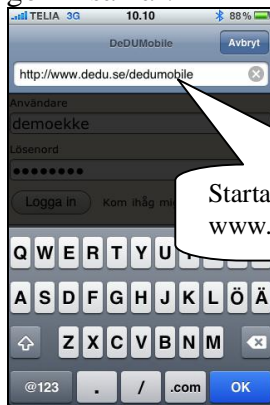 TELIA 3G 10.10 88%
DeDUMobile Avbryt
http://www.dedu.se/dedumobile
Användare
demoekke
Lösenord
Logga in Kom ihåg
Starta
www.
Q W E R T Y U
A S D F G H J K L Ö Ä
Z X C V B N M
@123 . / .com OK